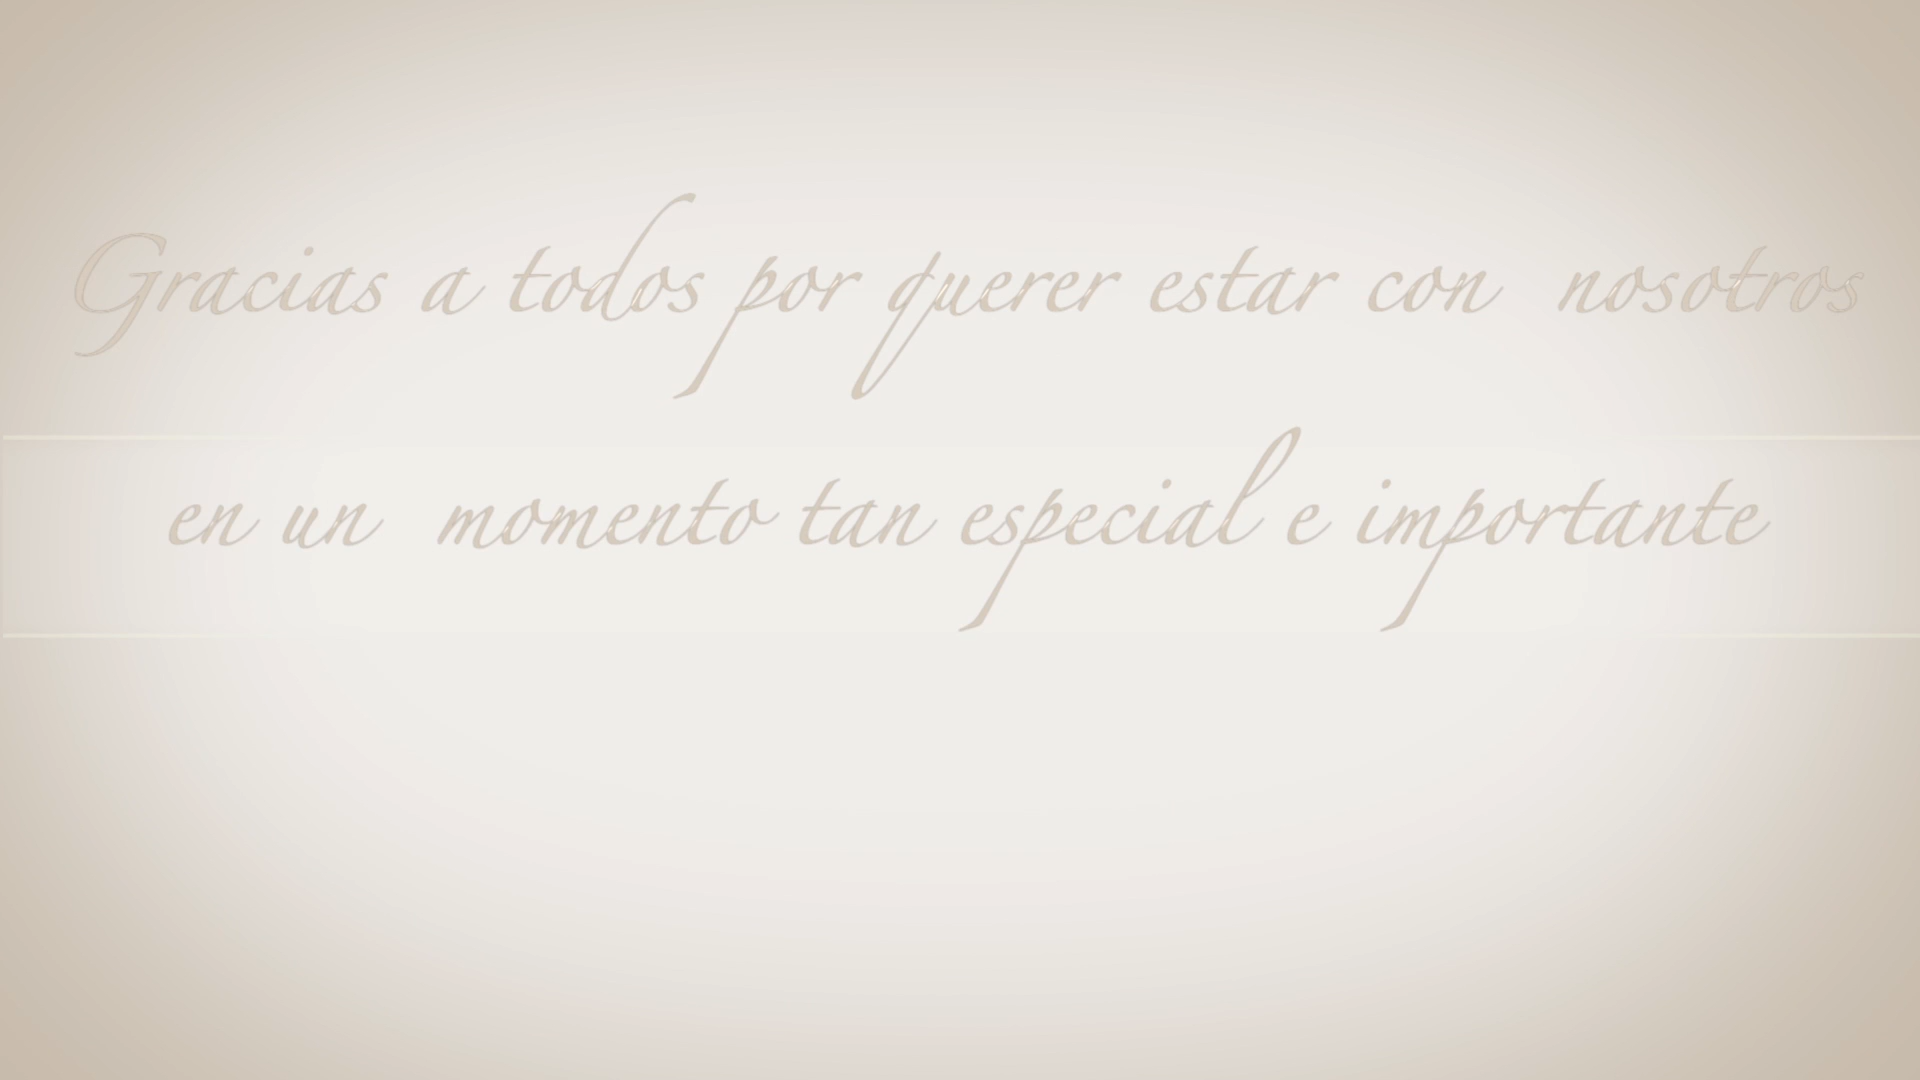 Gracias a todos por querer estar con nosotros
en un momento tan especial e importante